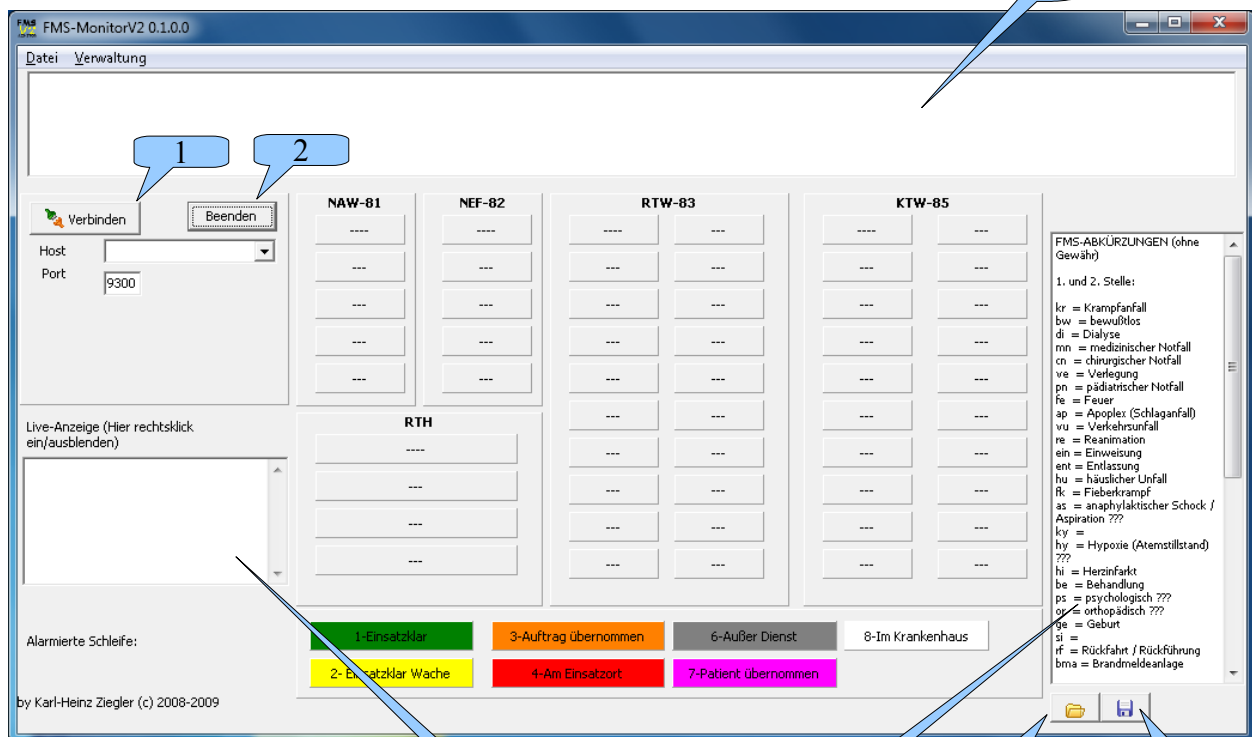 FMS-MonitorV2 0.1.0.0
Datei Verwaltung
1
2
Verbinden
Beenden
Host
Port
9300
NAW-81
----
---
---
---
---
NEF-82
----
---
---
---
---
RTW-83
---- ---
--- ---
--- ---
--- ---
--- ---
--- ---
--- ---
--- ---
--- ---
--- ---
KTW-85
---- ---
--- ---
--- ---
--- ---
--- ---
--- ---
--- ---
--- ---
--- ---
--- ---
RTH
----
---
---
---
Live-Anzeige (Hier rechtsklick
ein/ausblenden)
Alarmierte Schleife:
by Karl-Heinz Ziegler (c) 2008-2009
1-Einsatzklar
3-Auftrag übernommen
6-Außer Dienst
8-Im Krankenhaus
2- Einsatzklar Wache
4-Am Einsatzort
7-Patient übernommen
FMS-ABKÜRZUNGEN (ohne
Gewähr)
1. und 2. Stelle:
kr = Krampfanfall
bw = bewußtlos
di = Dialyse
mn = medizinischer Notfall
cn = chirurgischer Notfall
ve = Verlegung
pn = pädiatrischer Notfall
fe = Feuer
ap = Apoplex (Schlaganfall)
vu = Verkehrsunfall
re = Reanimation
ein = Einweisung
ent = Entlassung
hu = häuslicher Unfall
fk = Fieberkrampf
as = anaphylaktischer Schock /
Aspiration ???
ky =
hy = Hypoxie (Atemstillstand)
???
hi = Herzinfarkt
be = Behandlung
ps = psychologisch ???
or = orthopädisch ???
ge = Geburt
si =
rf = Rückfahrt / Rückführung
bma = Brandmeldeanlage